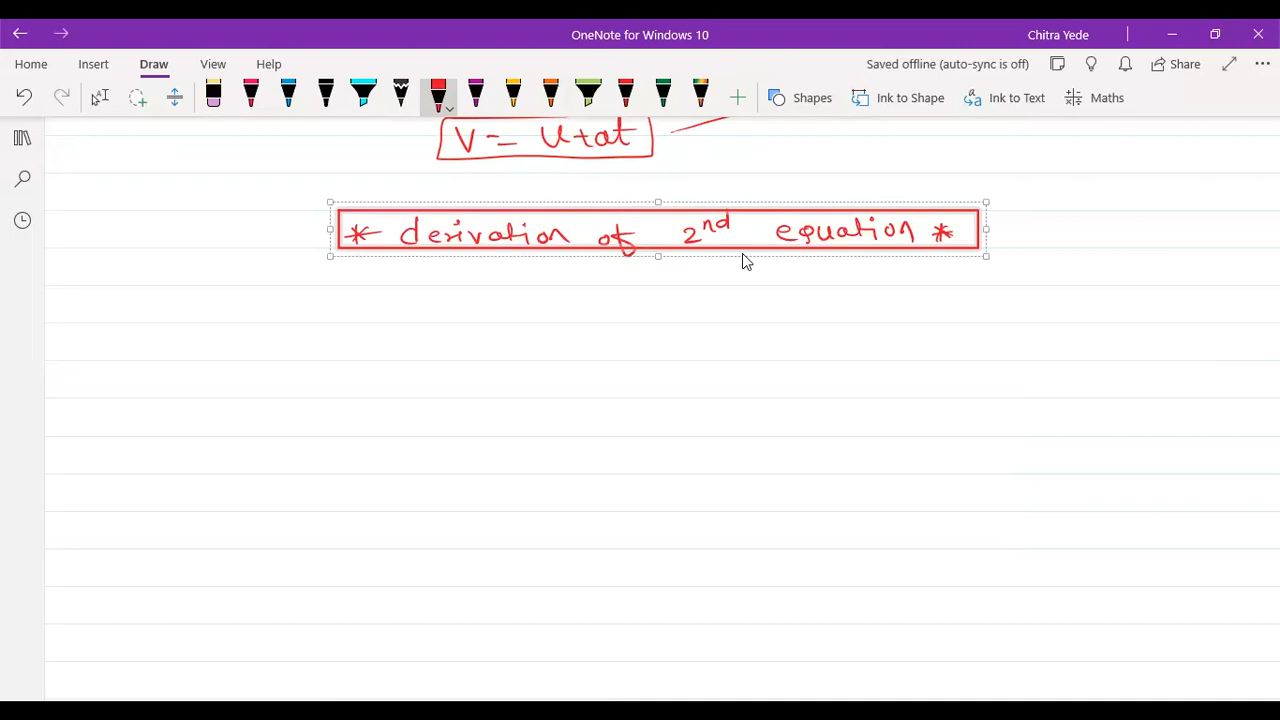 OneNote for Windows 10
Chitra Yede
Home Insert Draw View Help
Saved offline (auto-sync is off)
Share
Shapes
Ink to Shape
Ink to Text
Maths
V = u+at
* derivation of 2nd equation *